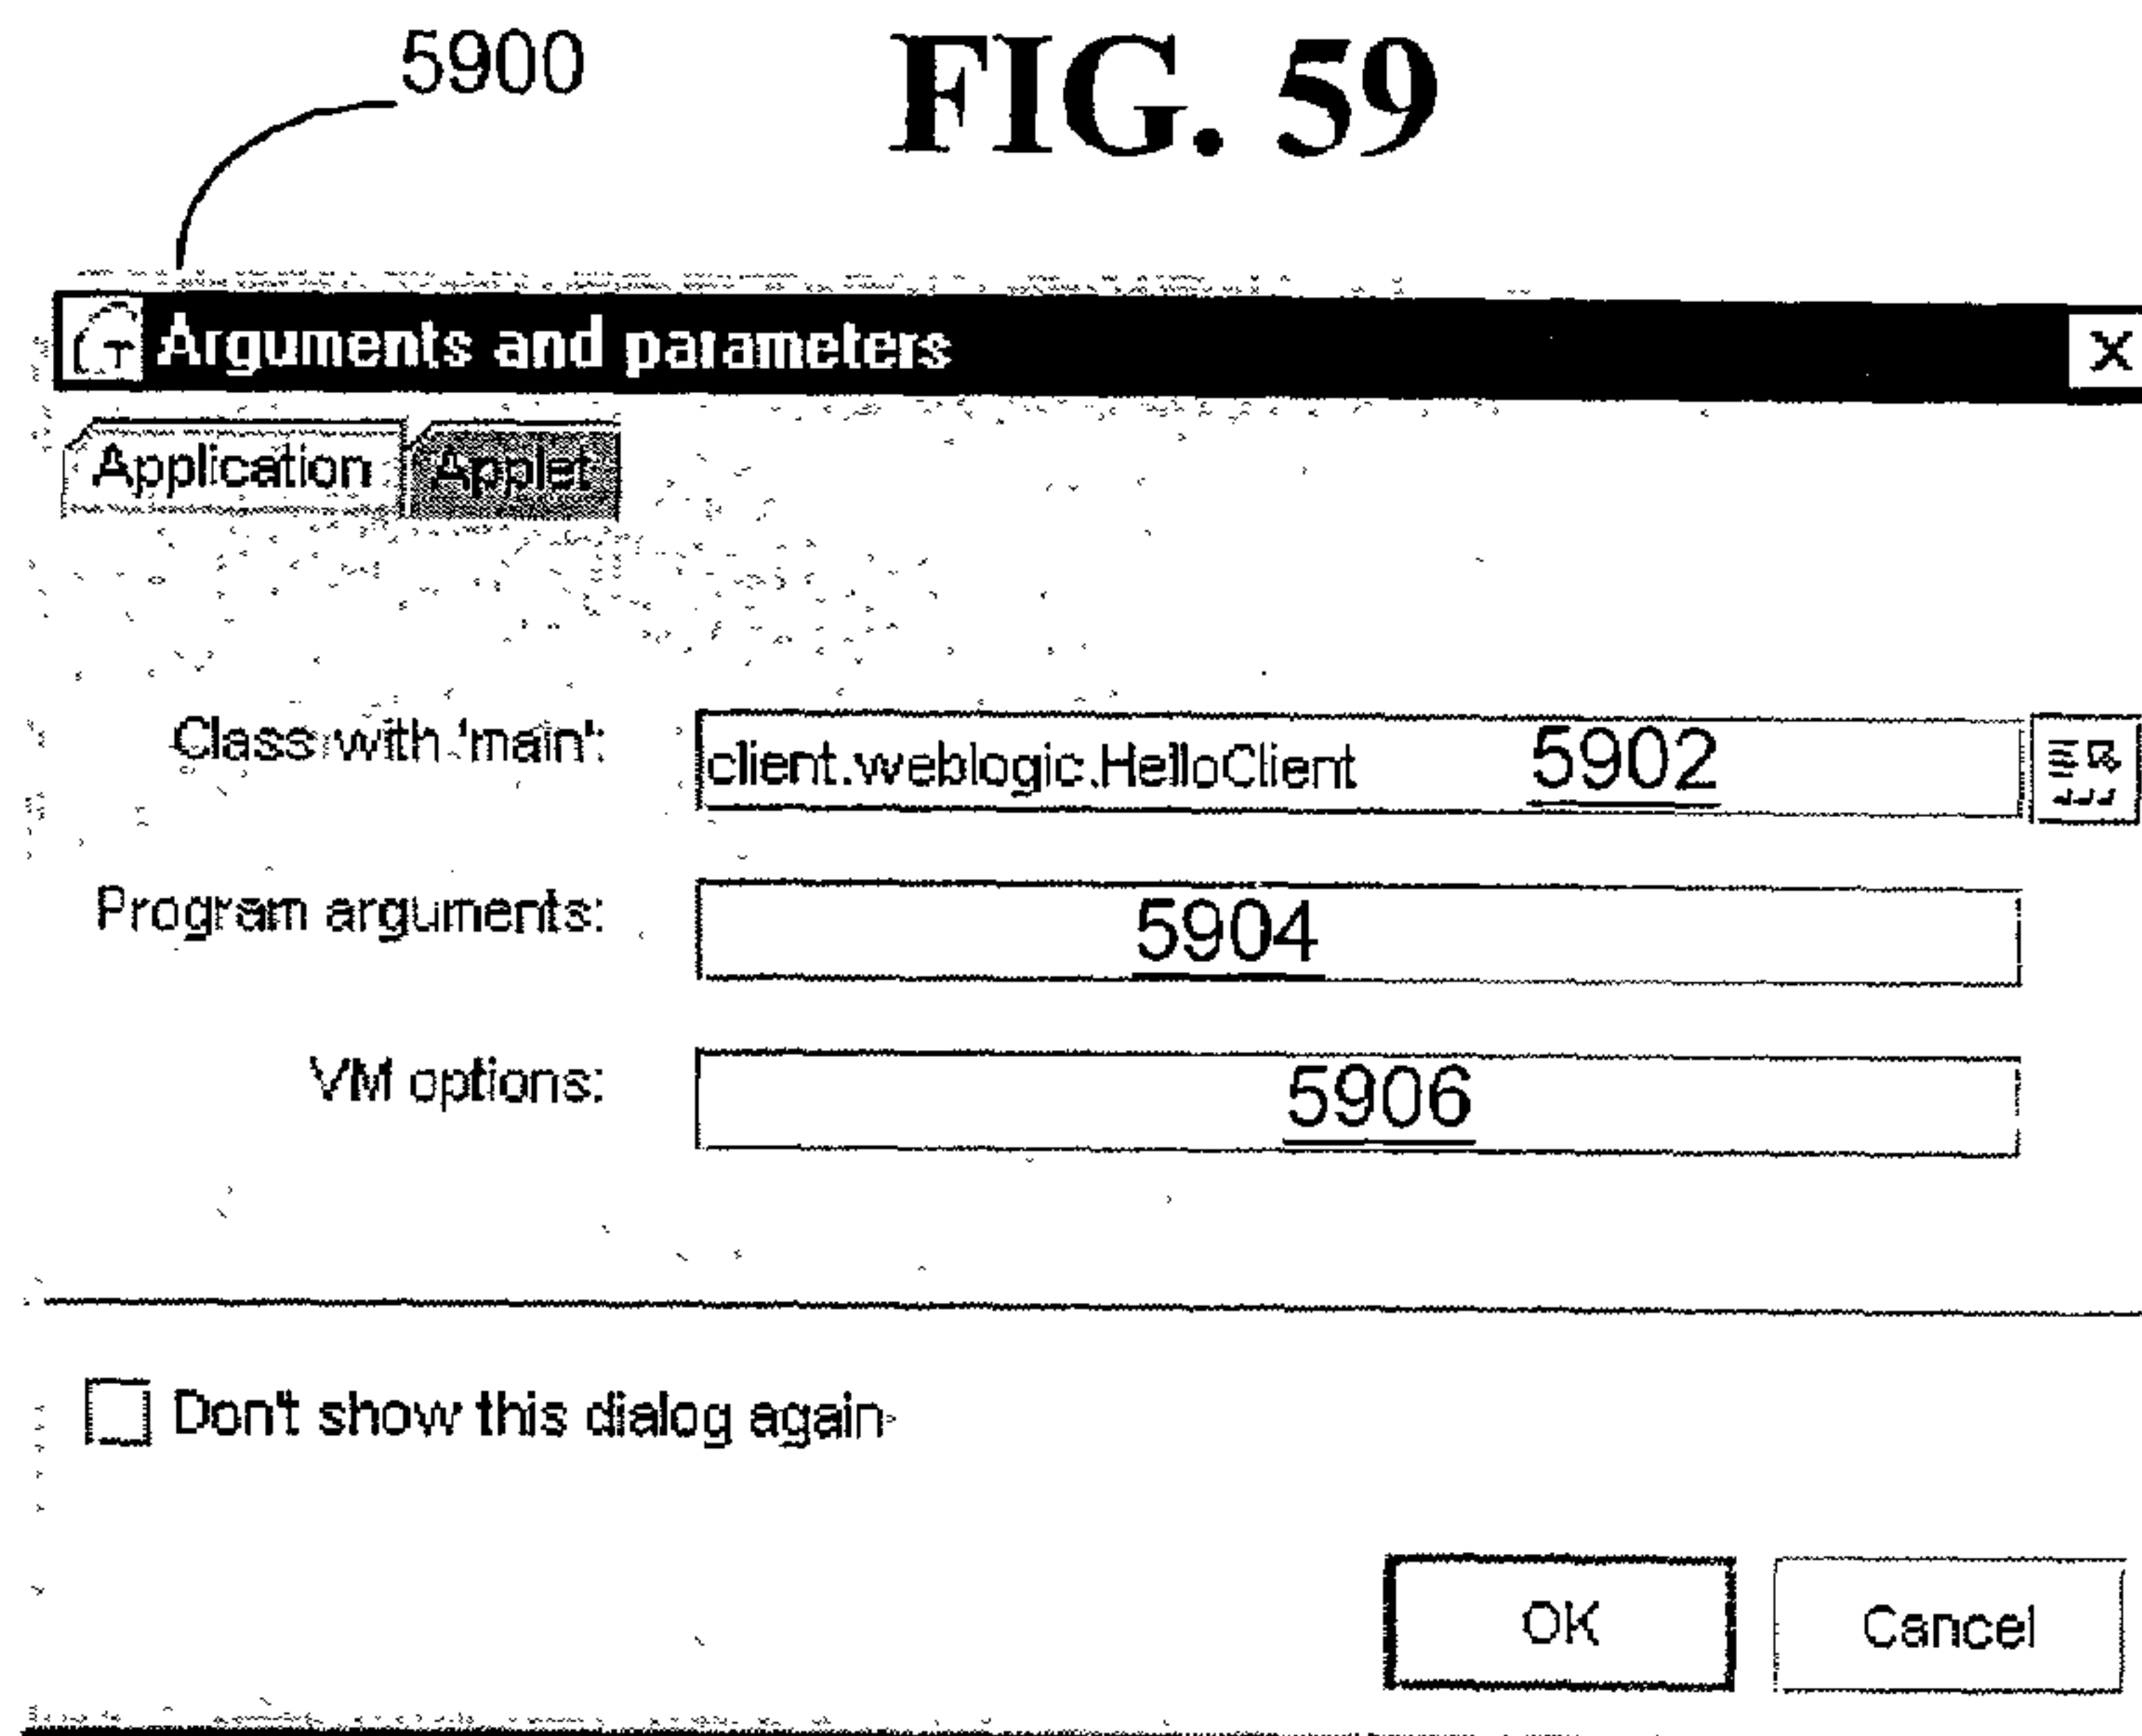 5900
FIG. 59
Arguments and parameters X
Application Applet
Class with 'main': client.weblogic.HelloClient 5902
Program arguments: 5904
VM options: 5906
Don't show this dialog again
OK Cancel